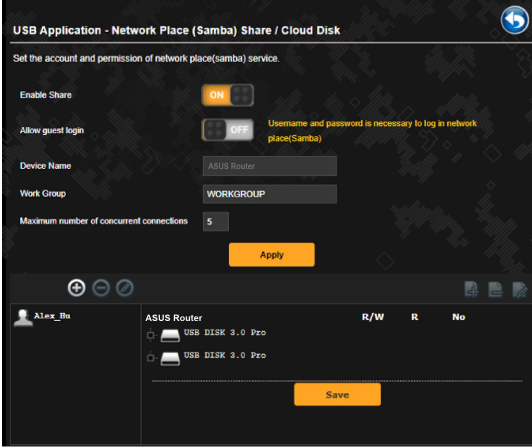 USB Application - Network Place (Samba) Share / Cloud Disk
Set the account and permission of network place(samba) service.
Enable Share
ON
Allow guest login
OFF
Username and password is necessary to log in network
place(Samba)
Device Name
ASUS Router
Work Group
WORKGROUP
Maximum number of concurrent connections
5
Apply
Alex_Hu
ASUS Router R/W R No
USB DISK 3.0 Pro
USB DISK 3.0 Pro
Save